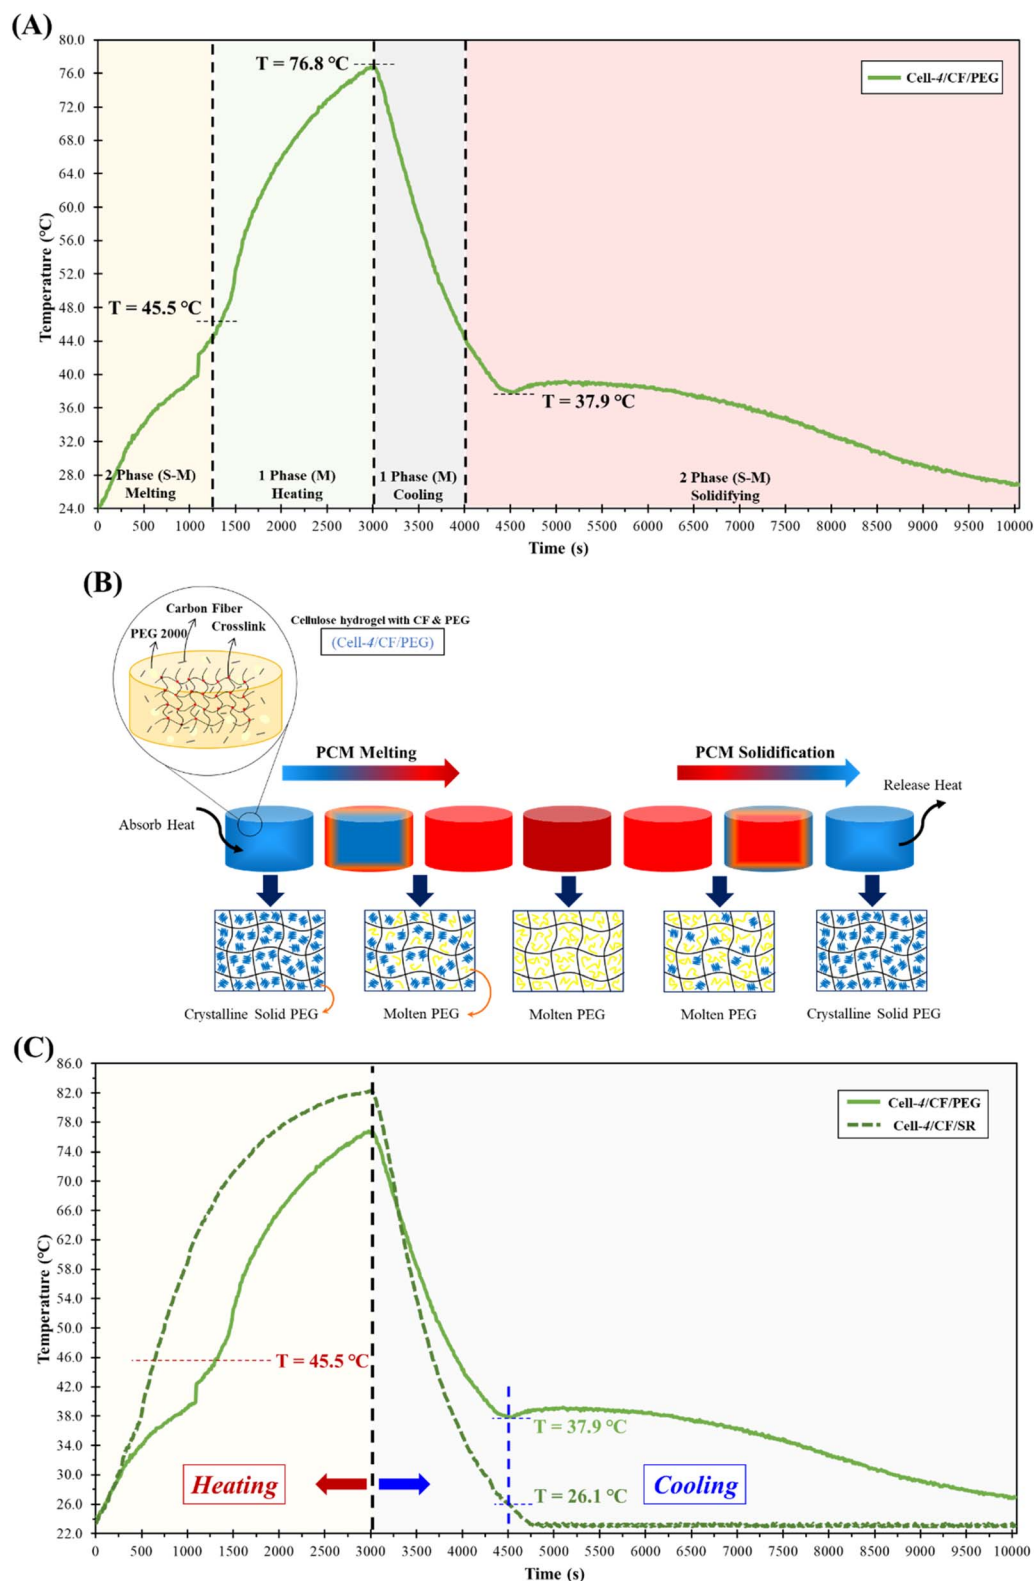 (A)
80.0
76.0
72.0
68.0
64.0
60.0
56.0
52.0
48.0
44.0
40.0
36.0
32.0
28.0
24.0
Temperature (°C)
T = 76.8 °C
T = 45.5 °C
T = 37.9 °C
Cell-4/CF/PEG
2 Phase (S-M)
Melting
1 Phase (M)
Heating
1 Phase (M)
Cooling
2 Phase (S-M)
Solidifying
0 500 1000 1500 2000 2500 3000 3500 4000 4500 5000 5500 6000 6500 7000 7500 8000 8500 9000 9500 10000
Time (s)
(B)
Carbon Fiber
PEG 2000
Crosslink
Cellulose hydrogel with CF & PEG
(Cell-4/CF/PEG)
PCM Melting
PCM Solidification
Absorb Heat
Release Heat
Crystalline Solid PEG
Molten PEG
Molten PEG
Molten PEG
Crystalline Solid PEG
(C)
86.0
82.0
78.0
74.0
70.0
66.0
62.0
58.0
54.0
50.0
46.0
42.0
38.0
34.0
30.0
26.0
22.0
Temperature (°C)
Cell-4/CF/PEG
Cell-4/CF/SR
T = 45.5 °C
T = 37.9 °C
T = 26.1 °C
Heating
Cooling
0 500 1000 1500 2000 2500 3000 3500 4000 4500 5000 5500 6000 6500 7000 7500 8000 8500 9000 9500 10000
Time (s)